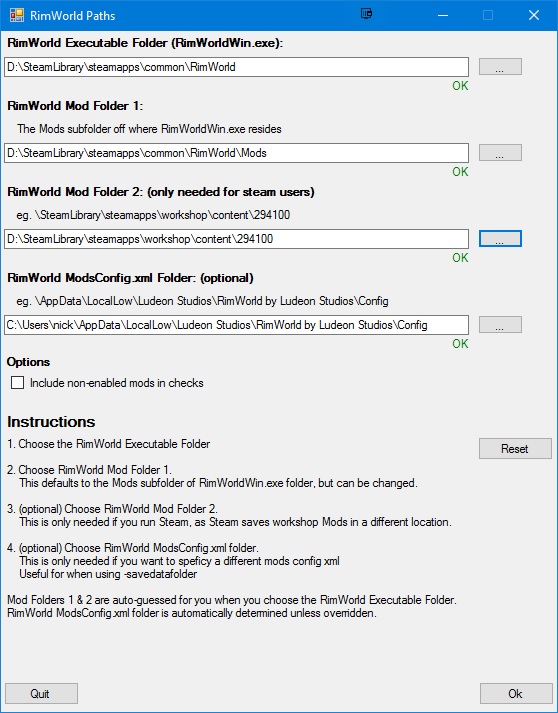 RimWorld Paths
RimWorld Executable Folder (RimWorldWin.exe):
D:\SteamLibrary\steamapps\common\RimWorld
...
OK
RimWorld Mod Folder 1:
The Mods subfolder off where RimWorldWin.exe resides
D:\SteamLibrary\steamapps\common\RimWorld\Mods
...
OK
RimWorld Mod Folder 2: (only needed for steam users)
eg. \SteamLibrary\steamapps\workshop\content\294100
D:\SteamLibrary\steamapps\workshop\content\294100
...
OK
RimWorld ModsConfig.xml Folder: (optional)
eg. \AppData\LocalLow\Ludeon Studios\RimWorld by Ludeon Studios\Config
C:\Users\nick\AppData\LocalLow\Ludeon Studios\RimWorld by Ludeon Studios\Config
...
OK
Options
Include non-enabled mods in checks
Instructions
1. Choose the RimWorld Executable Folder
Reset
2. Choose RimWorld Mod Folder 1.
This defaults to the Mods subfolder of RimWorldWin.exe folder, but can be changed.
3. (optional) Choose RimWorld Mod Folder 2.
This is only needed if you run Steam, as Steam saves workshop Mods in a different location.
4. (optional) Choose RimWorld ModsConfig.xml folder.
This is only needed if you want to speficy a different mods config xml
Useful for when using -savedatafolder
Mod Folders 1 & 2 are auto-guessed for you when you choose the RimWorld Executable Folder.
RimWorld ModsConfig.xml folder is automatically determined unless overridden.
Quit
Ok